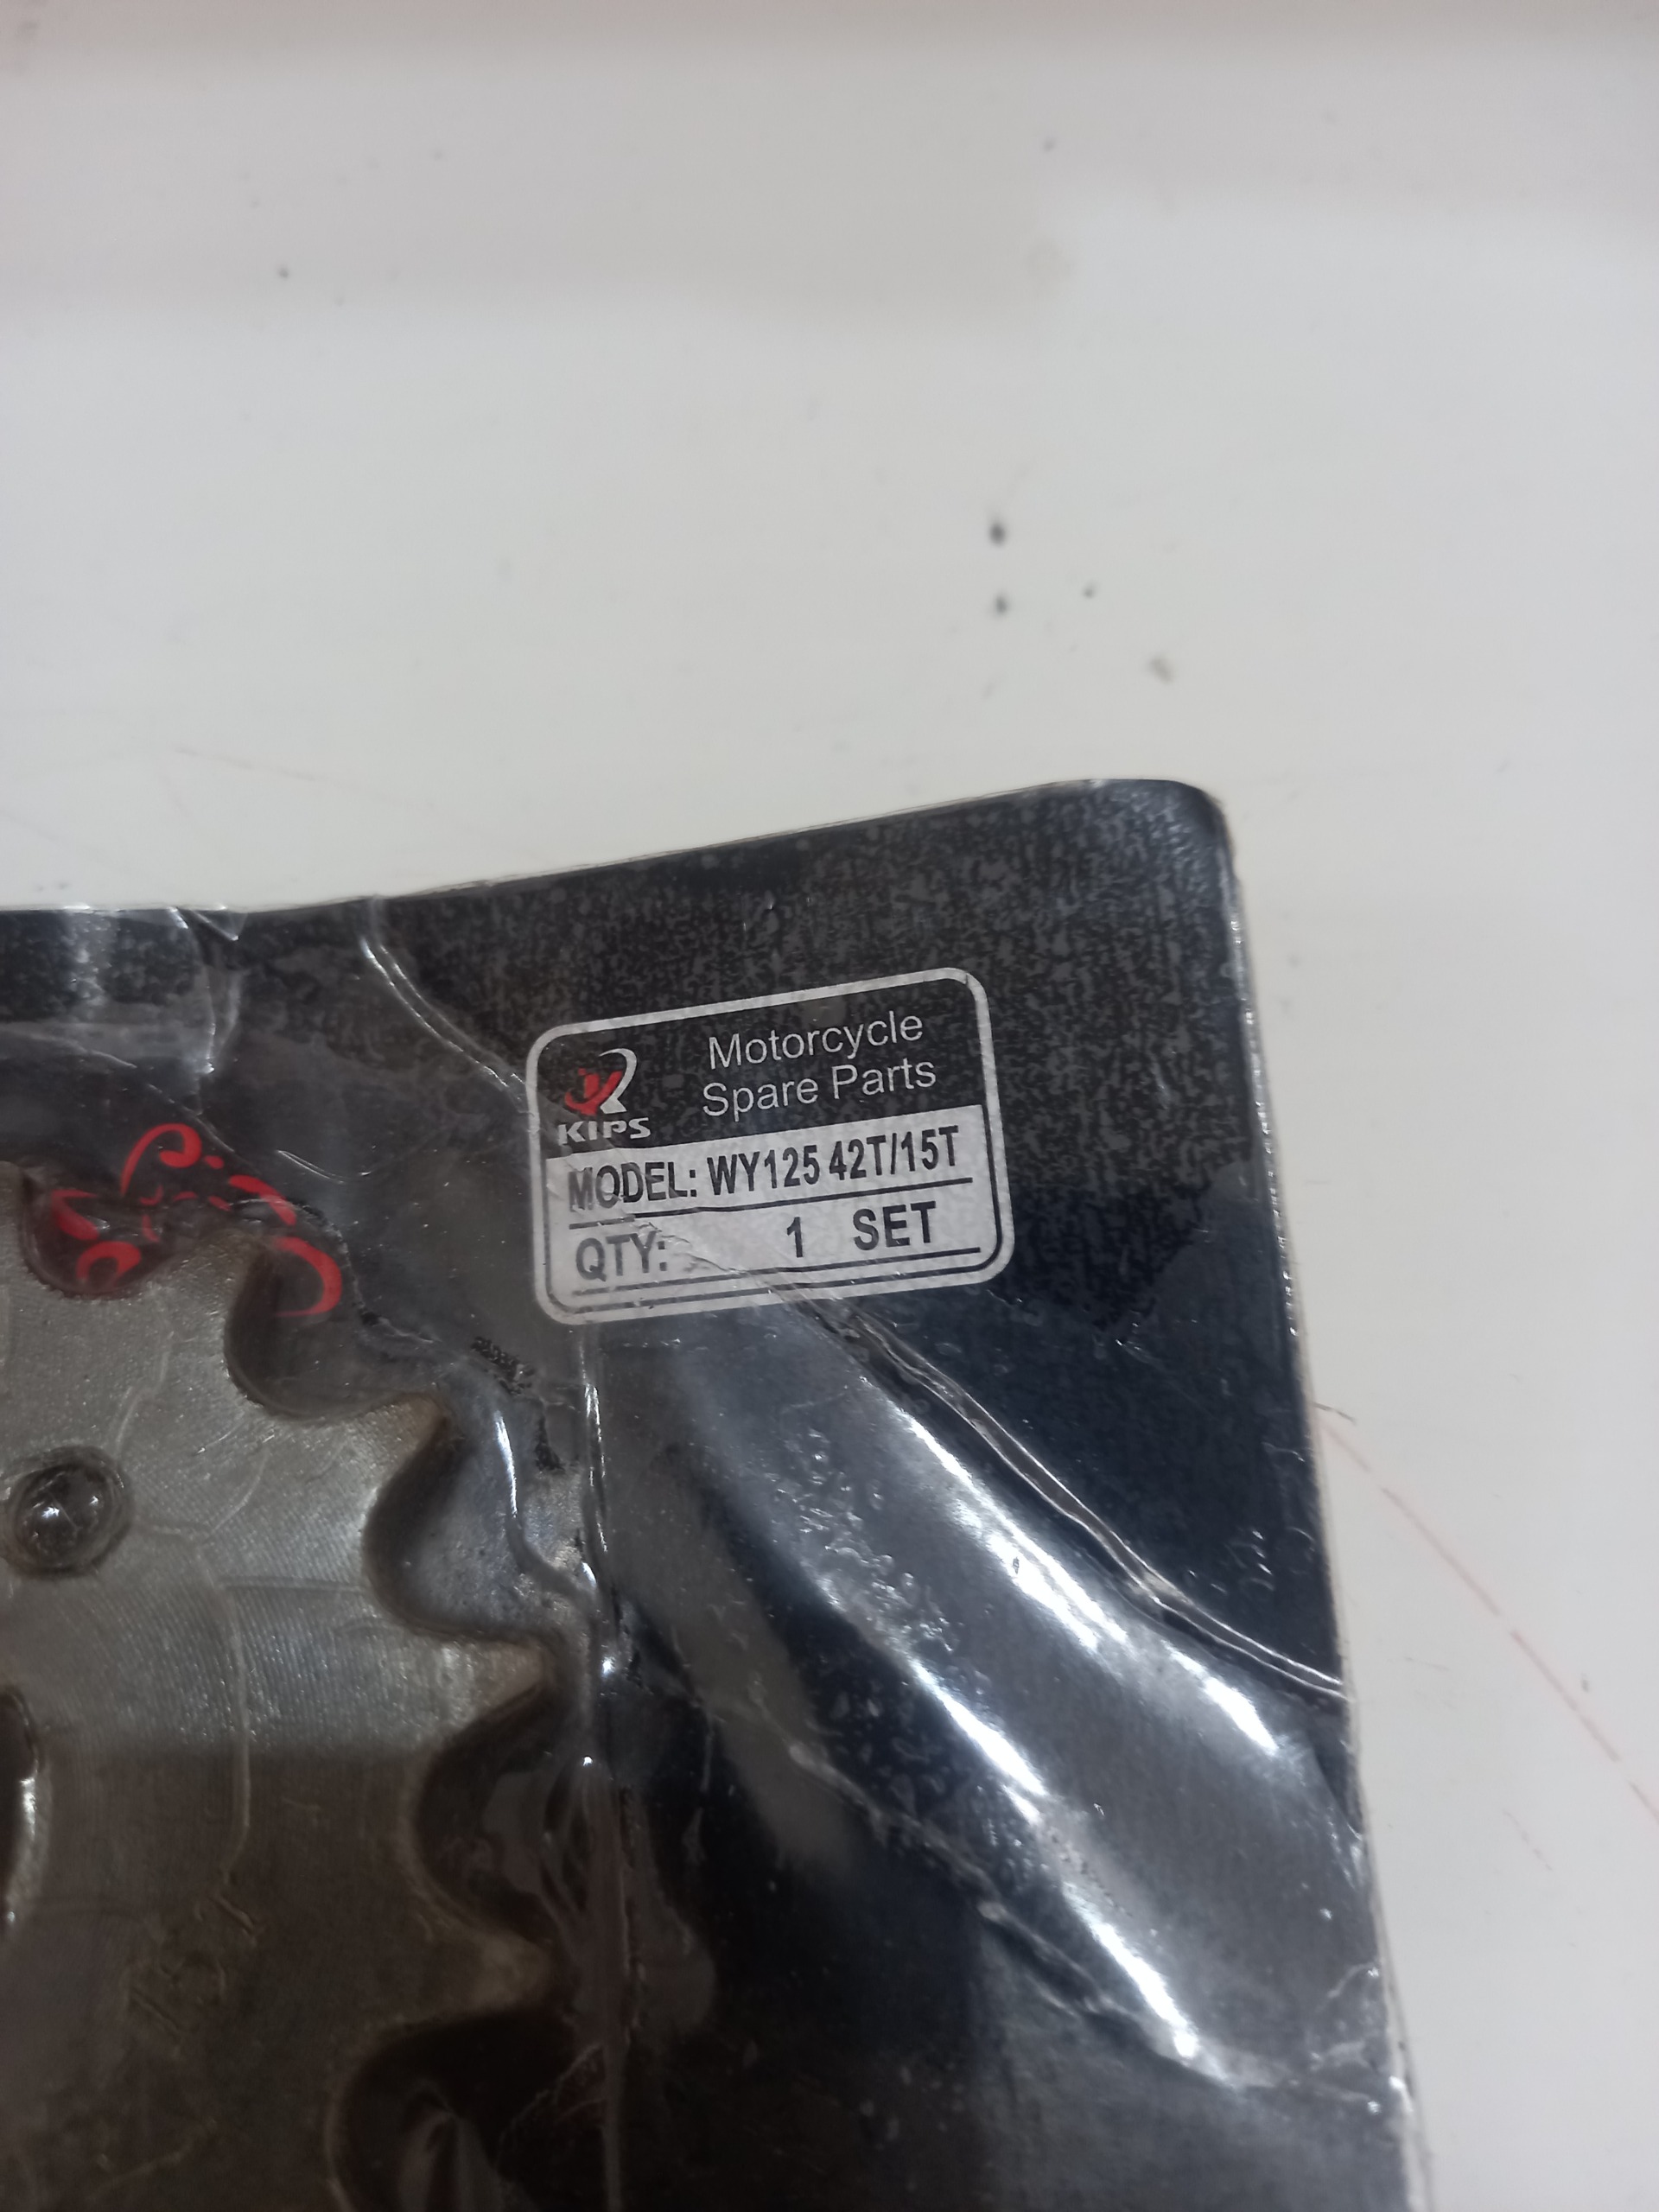 KIPS
Motorcycle
Spare Parts
MODEL: WY125 42T/15T
QTY: 1 SET